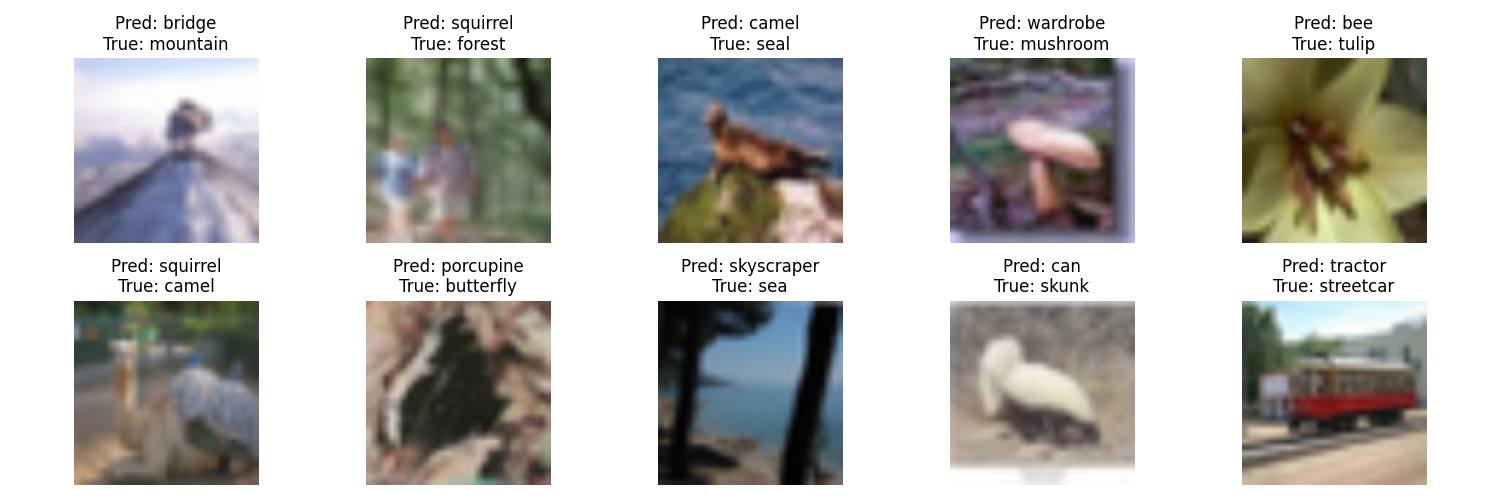 Pred: bridge
True: mountain
Pred: squirrel
True: forest
Pred: camel
True: seal
Pred: wardrobe
True: mushroom
Pred: bee
True: tulip
Pred: squirrel
True: camel
Pred: porcupine
True: butterfly
Pred: skyscraper
True: sea
Pred: can
True: skunk
Pred: tractor
True: streetcar